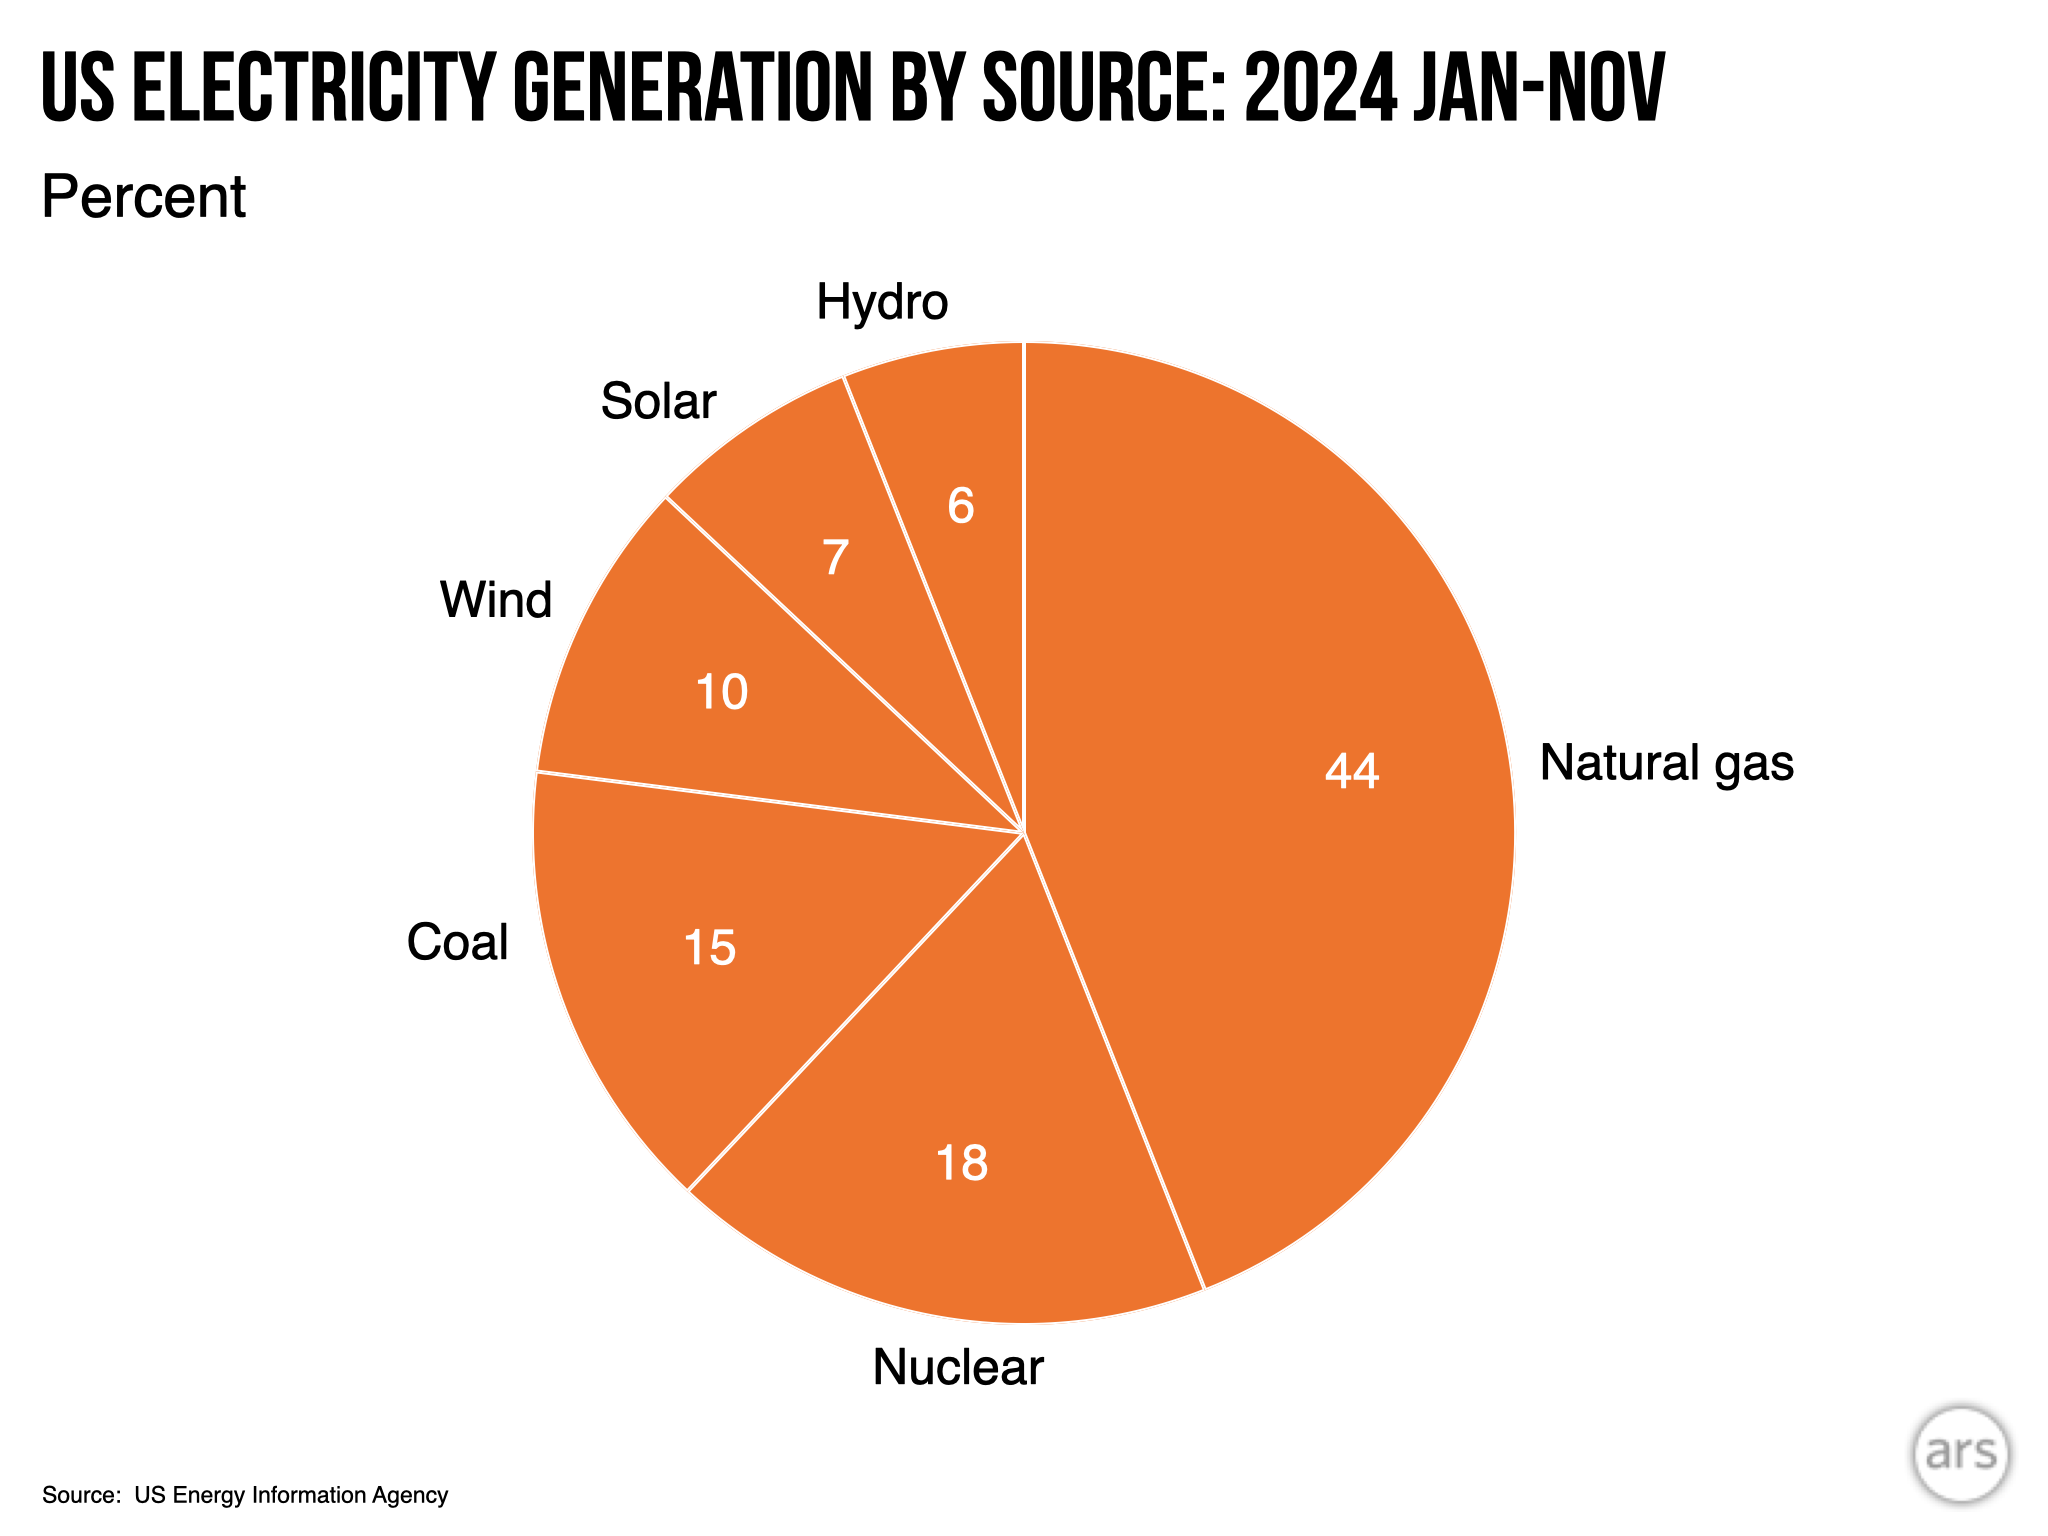 US ELECTRICITY GENERATION BY SOURCE: 2024 JAN-NOV
Percent
Hydro
Solar
6
7
Wind
10
44
Natural gas
Coal
15
18
Nuclear
ars
Source: US Energy Information Agency